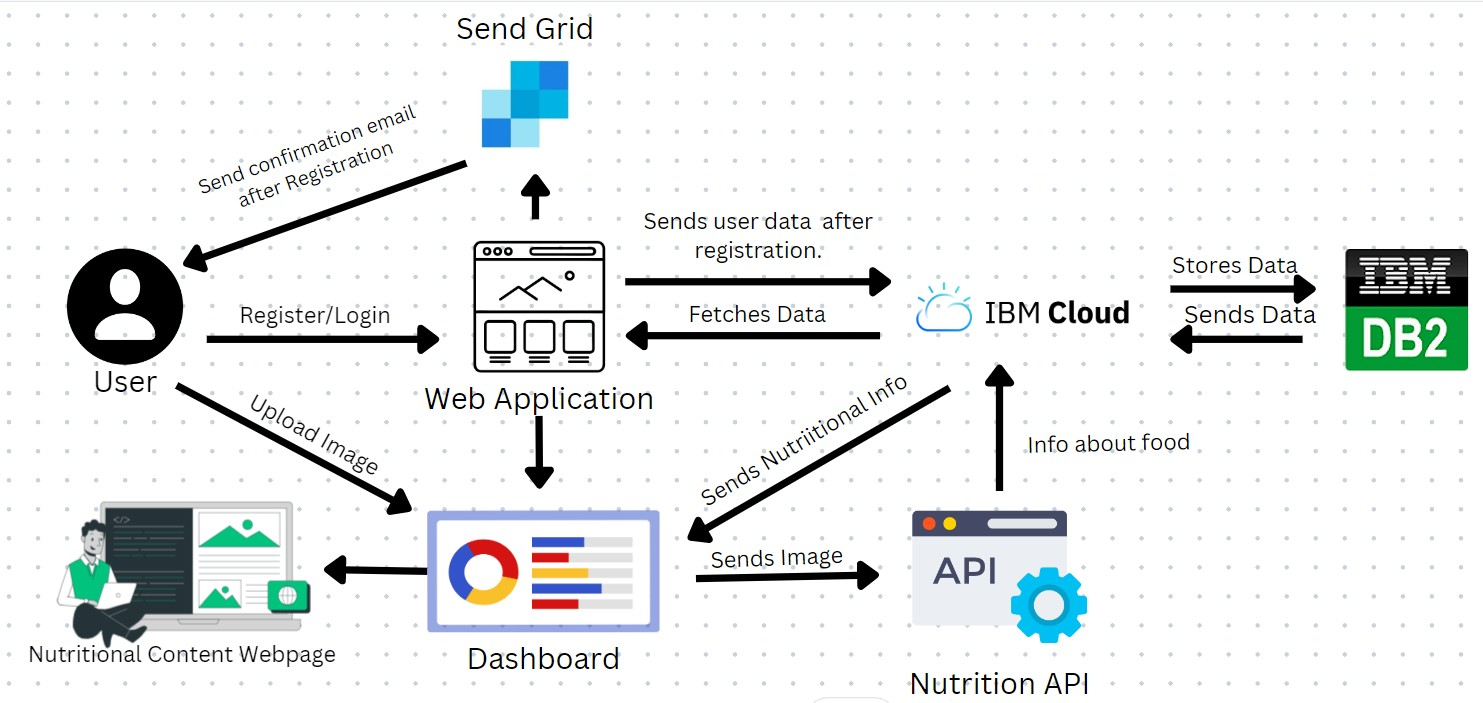 Send Grid
Send confirmation email
after Registration
Sends user data after
registration.
Stores Data
IBM
Register/Login
Fetches Data
IBM Cloud
Sends Data
DB2
User
Web Application
Upload Image
Sends Nutriitional Info
Info about food
</>
Sends Image
API
Nutritional Content Webpage
Dashboard
Nutrition API